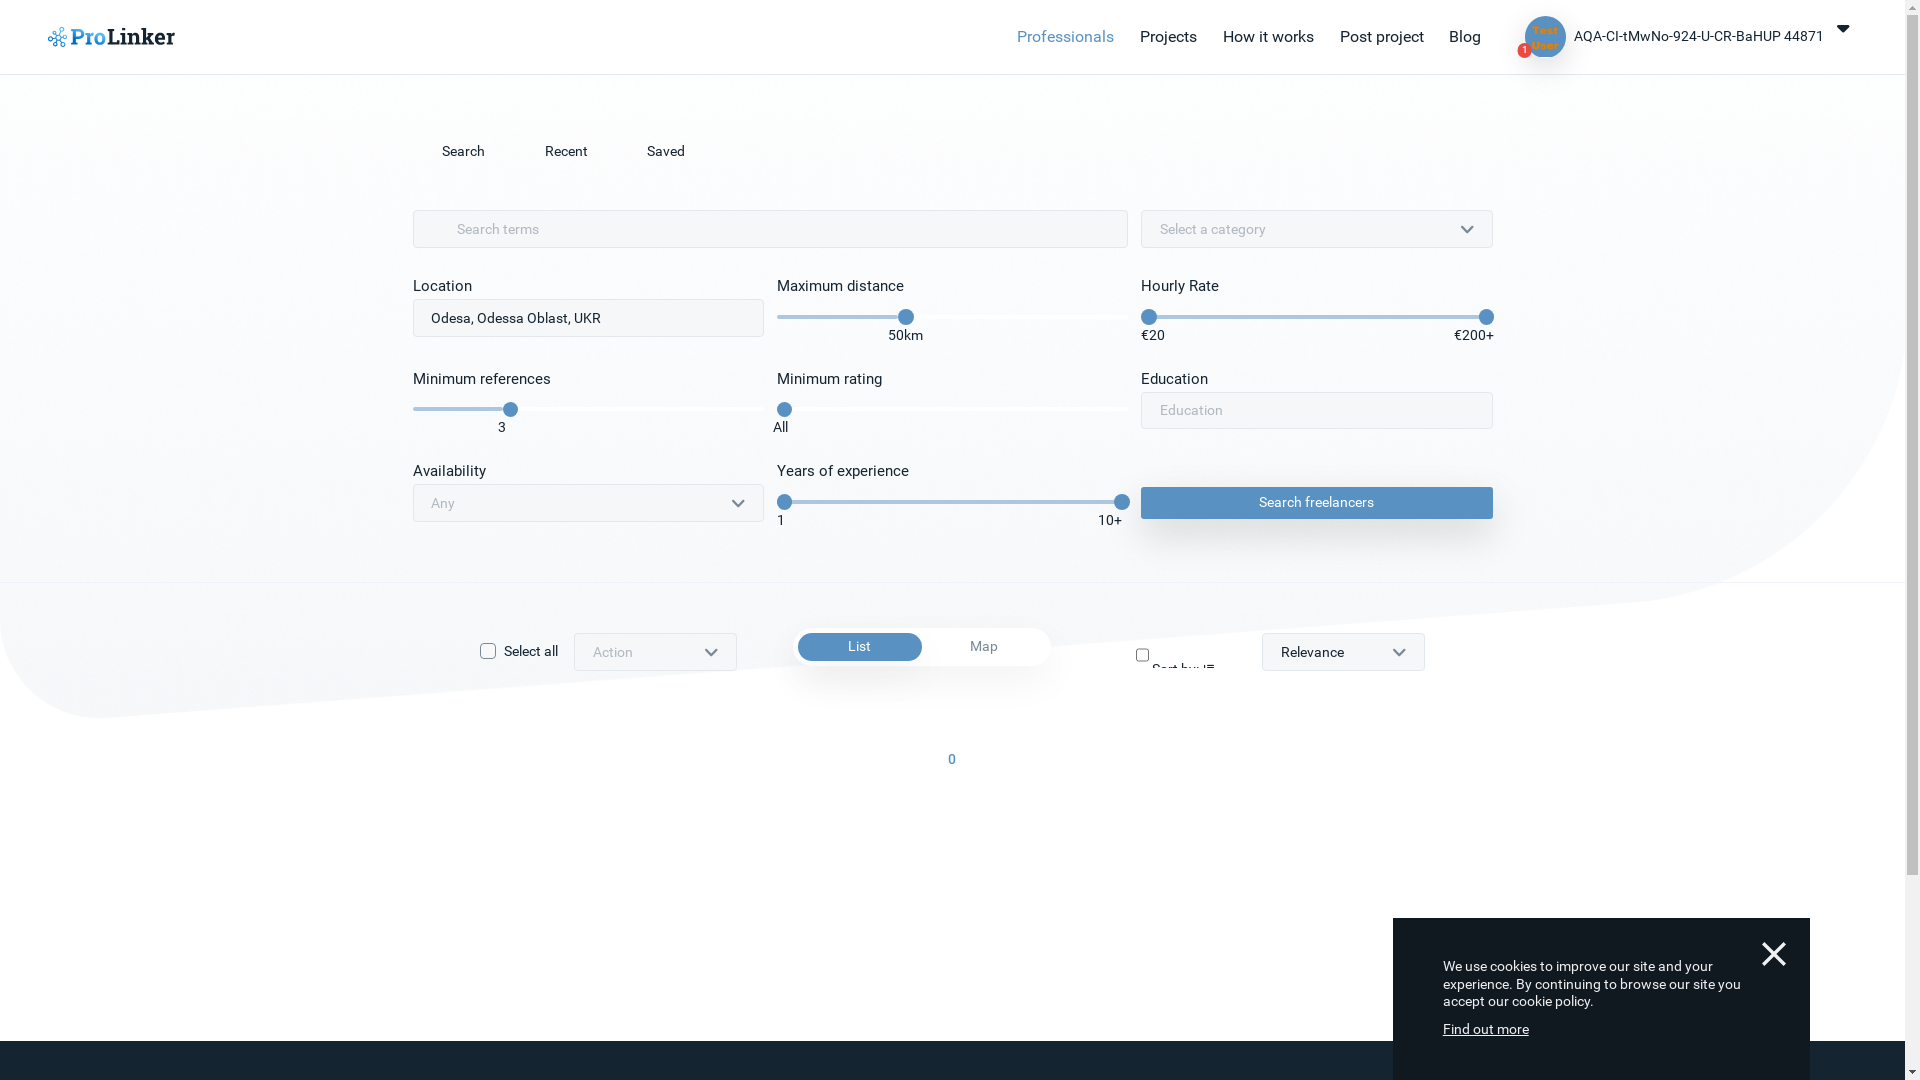 ProLinker
Professionals
Projects
How it works
Post project
Blog
Test
User
1
AQA-CI-tMwNo-924-U-CR-BaHUP 44871
Search
Recent
Saved
Search terms
Select a category
Location
Maximum distance
Hourly Rate
Odesa, Odessa Oblast, UKR
50km
€20
€200+
Minimum references
Minimum rating
Education
Education
3
All
Availability
Years of experience
Any
Search freelancers
1
10+
Select all
Action
List
Map
Sort by:
Relevance
0
We use cookies to improve our site and your
experience. By continuing to browse our site you
accept our cookie policy.
Find out more